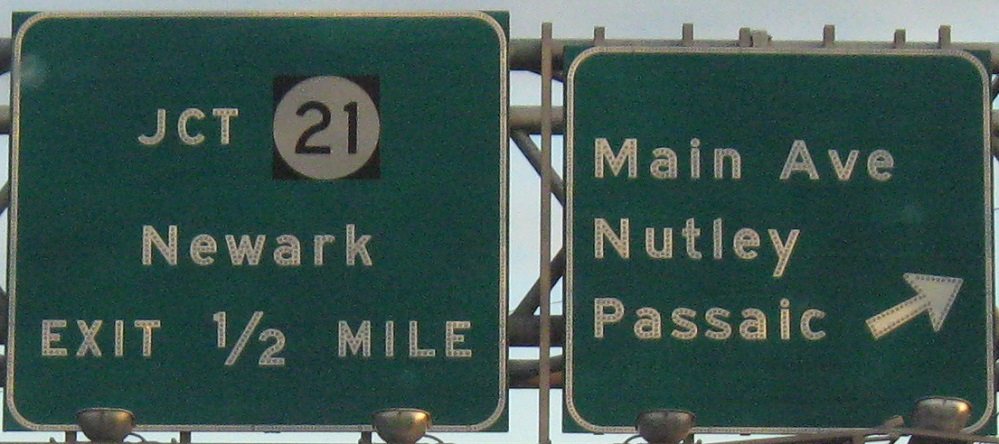 JCT 21
Newark
EXIT 1/2 MILE
Main Ave
Nutley
Passaic